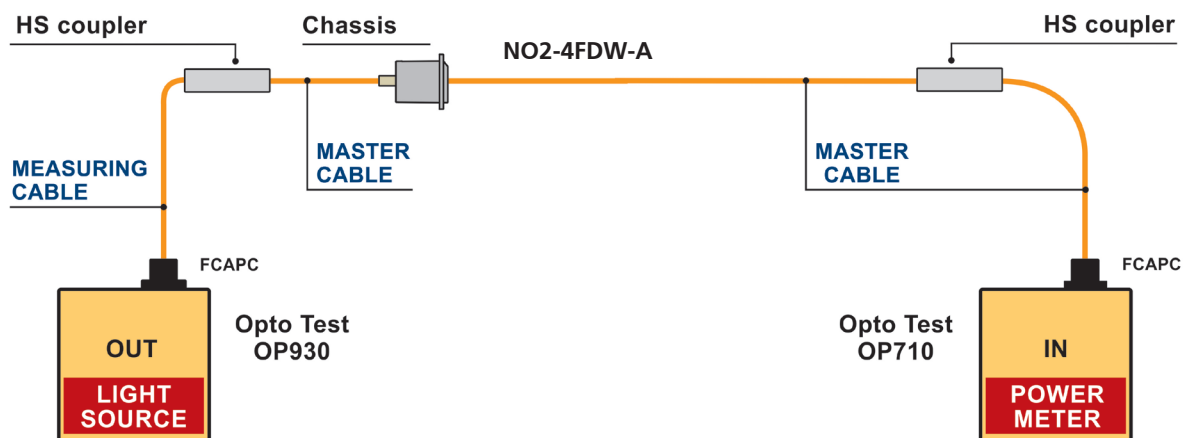 HS coupler
Chassis
NO2-4FDW-A
HS coupler
MEASURING
CABLE
MASTER
CABLE
MASTER
CABLE
FCAPC
FCAPC
Opto Test
OP930
Opto Test
OP710
OUT
LIGHT
SOURCE
IN
POWER
METER